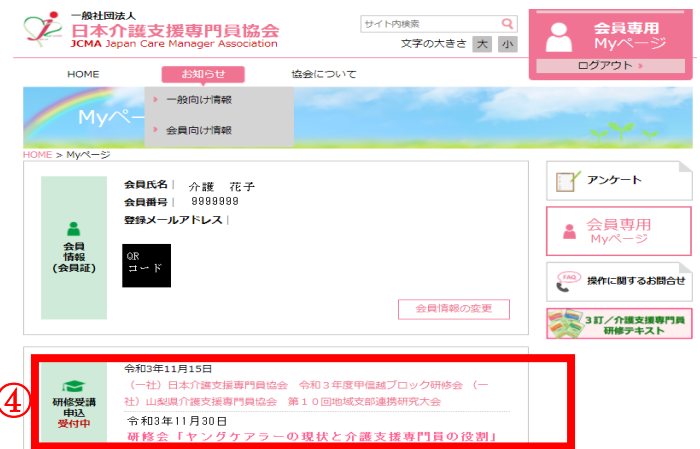 一般社団法人
日本介護支援専門員協会
JCMA Japan Care Manager Association
サイト内検索
文字の大きさ 大 小
会員専用
Myページ
ログアウト
HOME お知らせ 協会について
一般向け情報
会員向け情報
Myペー
HOME > Myページ
会員
情報
(会員証)
会員氏名 | 介護 花子
会員番号 | 9999999
登録メールアドレス |
QR
コード
会員情報の変更
アンケート
会員専用
Myページ
FAQ 操作に関するお問合せ
3訂/介護支援専門員
研修テキスト
④
研修受講
申込
受付中
令和3年11月15日
(一社)日本介護支援専門員協会 令和3年度甲信越ブロック研修会 (一
社)山梨県介護支援専門員協会 第10回地域支部連携研究大会
令和3年11月30日
研修会「ヤングケアラーの現状と介護支援専門員の役割」